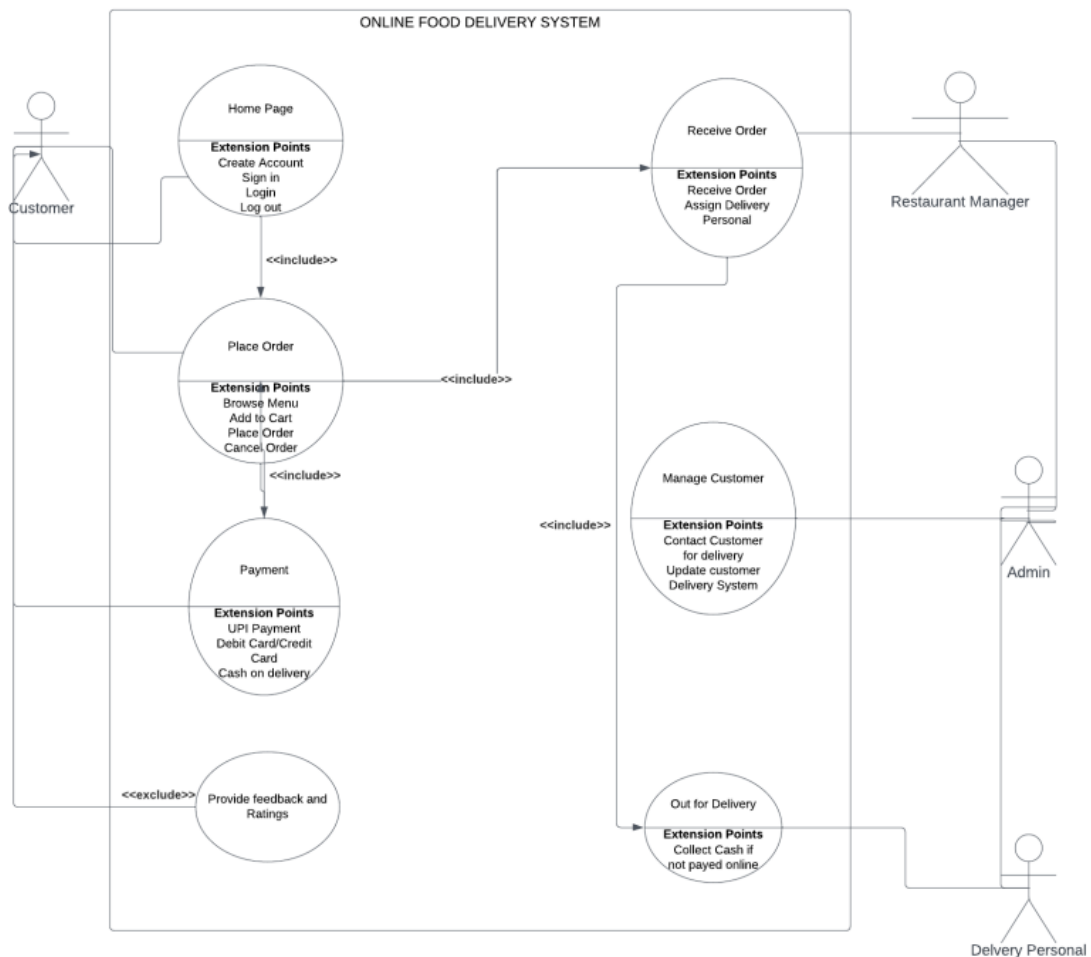 ONLINE FOOD DELIVERY SYSTEM
Customer
Home Page
Extension Points
Create Account
Sign in
Login
Log out
<<include>>
Place Order
Extension Points
Browse Menu
Add to Cart
Place Order
Cancel Order
<<include>>
<<include>>
Payment
Extension Points
UPI Payment
Debit Card/Credit
Card
Cash on delivery
<<exclude>>
Provide feedback and
Ratings
Receive Order
Extension Points
Receive Order
Assign Delivery
Personal
Restaurant Manager
Manage Customer
Extension Points
Contact Customer
for delivery
Update customer
Delivery System
<<include>>
Admin
Out for Delivery
Extension Points
Collect Cash if
not payed online
Delvery Personal